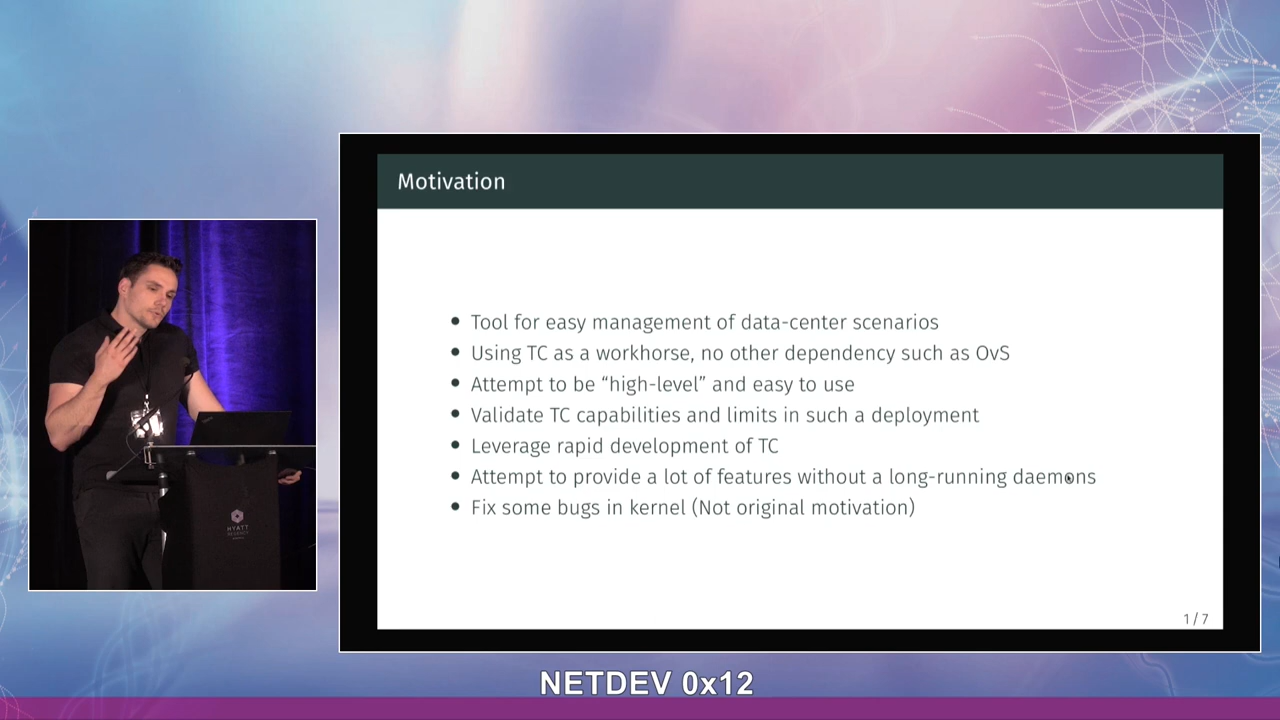 Motivation
• Tool for easy management of data-center scenarios
• Using TC as a workhorse, no other dependency such as OvS
• Attempt to be “high-level” and easy to use
• Validate TC capabilities and limits in such a deployment
• Leverage rapid development of TC
• Attempt to provide a lot of features without a long-running daemons
• Fix some bugs in kernel (Not original motivation)
1 / 7
HYATT
REGENCY
NETDEV 0x12